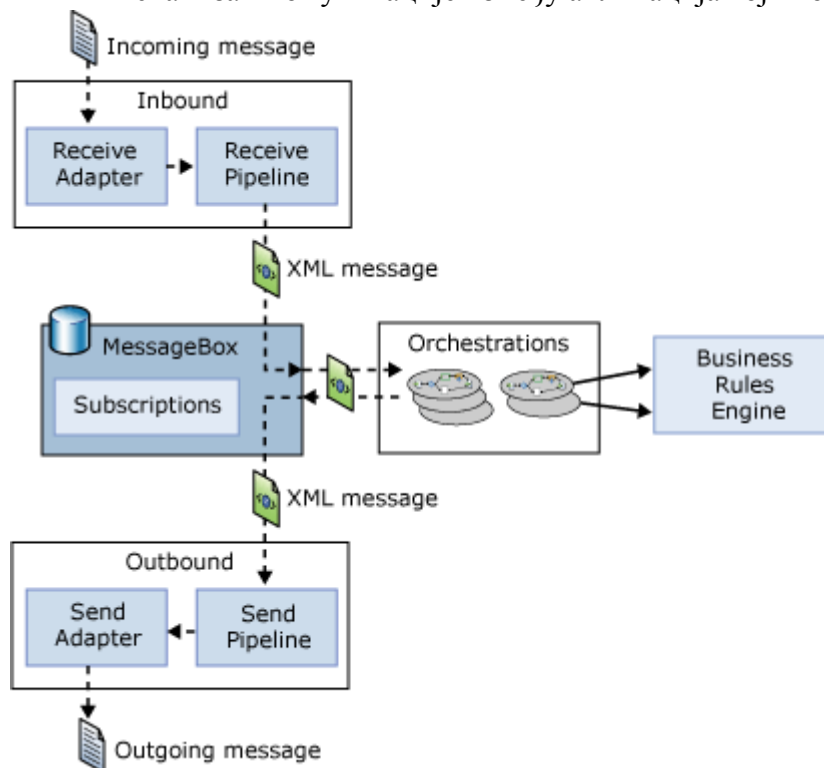 Incoming message
Inbound
Receive
Adapter
Receive
Pipeline
XML message
MessageBox
Subscriptions
Orchestrations
Business
Rules
Engine
XML message
Outbound
Send
Adapter
Send
Pipeline
Outgoing message